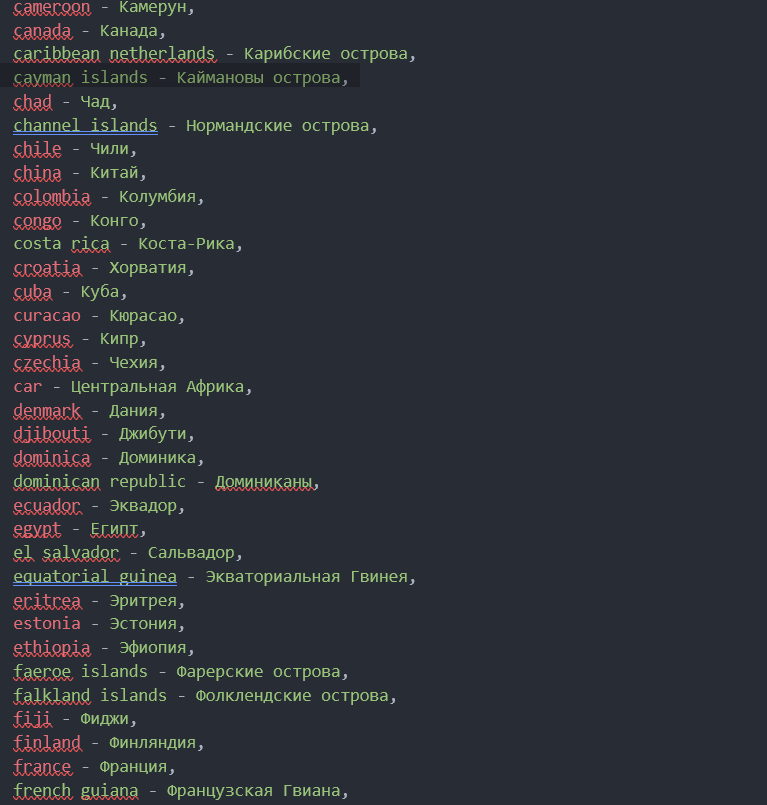 cameroon - Камерун,
canada - Канада,
caribbean netherlands - Карибские острова,
cayman islands - Каймановы острова,
chad - Чад,
channel islands - Нормандские острова,
chile - Чили,
china - Китай,
colombia - Колумбия,
congo - Конго,
costa rica - Коста-Рика,
croatia - Хорватия,
cuba - Куба,
curacao - Кюрасао,
cyprus - Кипр,
czechia - Чехия,
car - Центральная Африка,
denmark - Дания,
djibouti - Джибути,
dominica - Доминика,
dominican republic - Доминиканы,
ecuador - Эквадор,
egypt - Египт,
el salvador - Сальвадор,
equatorial guinea - Экваториальная Гвинея,
eritrea - Эритрея,
estonia - Эстония,
ethiopia - Эфиопия,
faeroe islands - Фарерские острова,
falkland islands - Фолклендские острова,
fiji - Фиджи,
finland - Финляндия,
france - Франция,
french guiana - Французская Гвиана,